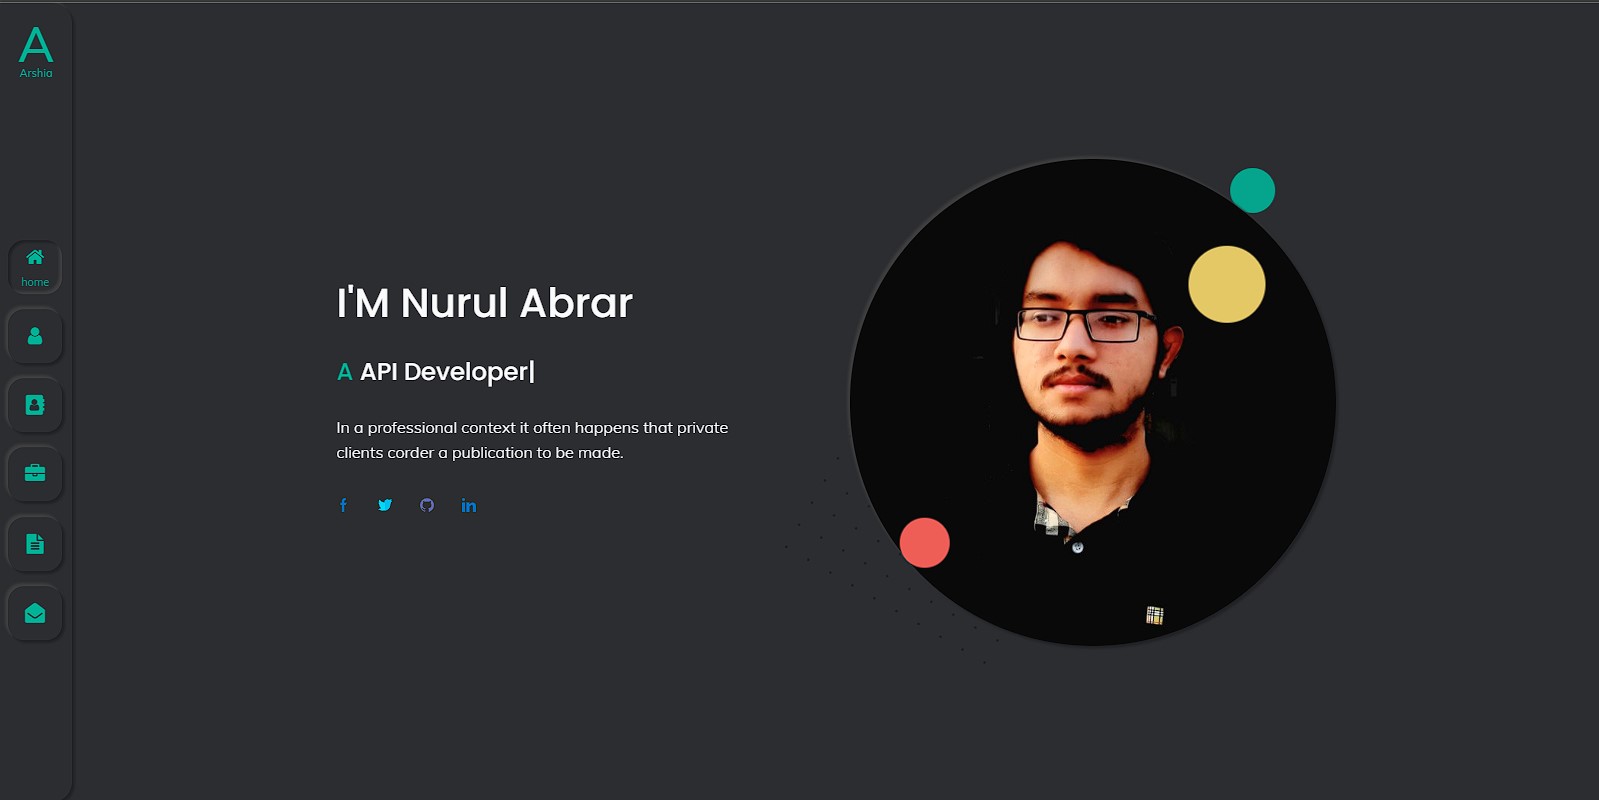 A
Arshia
home
I'M Nurul Abrar
A API Developer|
In a professional context it often happens that private
clients corder a publication to be made.